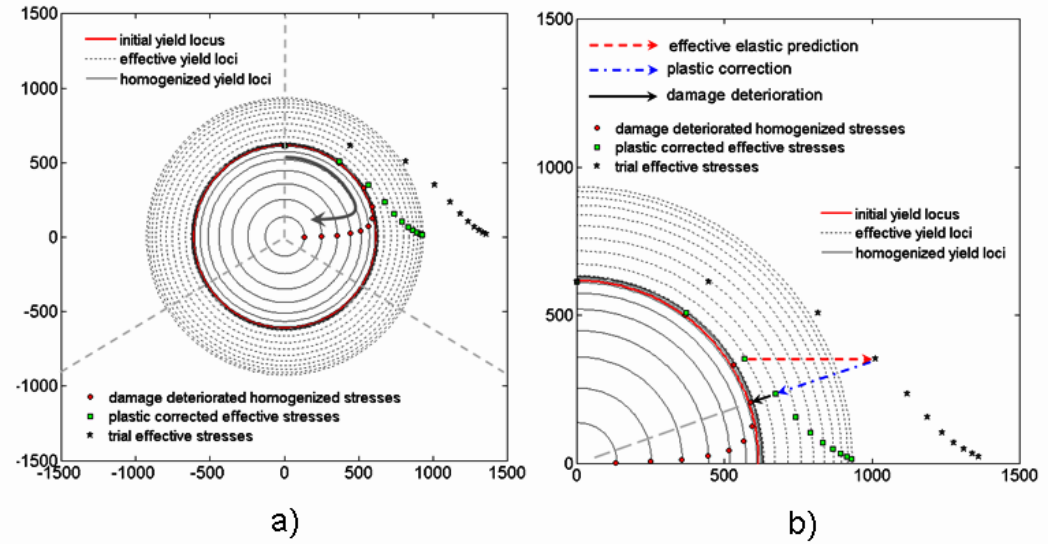 1500
1000
500
0
-500
-1000
-1500
-1500
-1000
-500
0
500
1000
1500
initial yield locus
effective yield loci
homogenized yield loci
damage deteriorated homogenized stresses
plastic corrected effective stresses
trial effective stresses
a)
1500
1000
500
0
0
500
1000
1500
effective elastic prediction
plastic correction
damage deterioration
damage deteriorated homogenized stresses
plastic corrected effective stresses
trial effective stresses
initial yield locus
effective yield loci
homogenized yield loci
b)